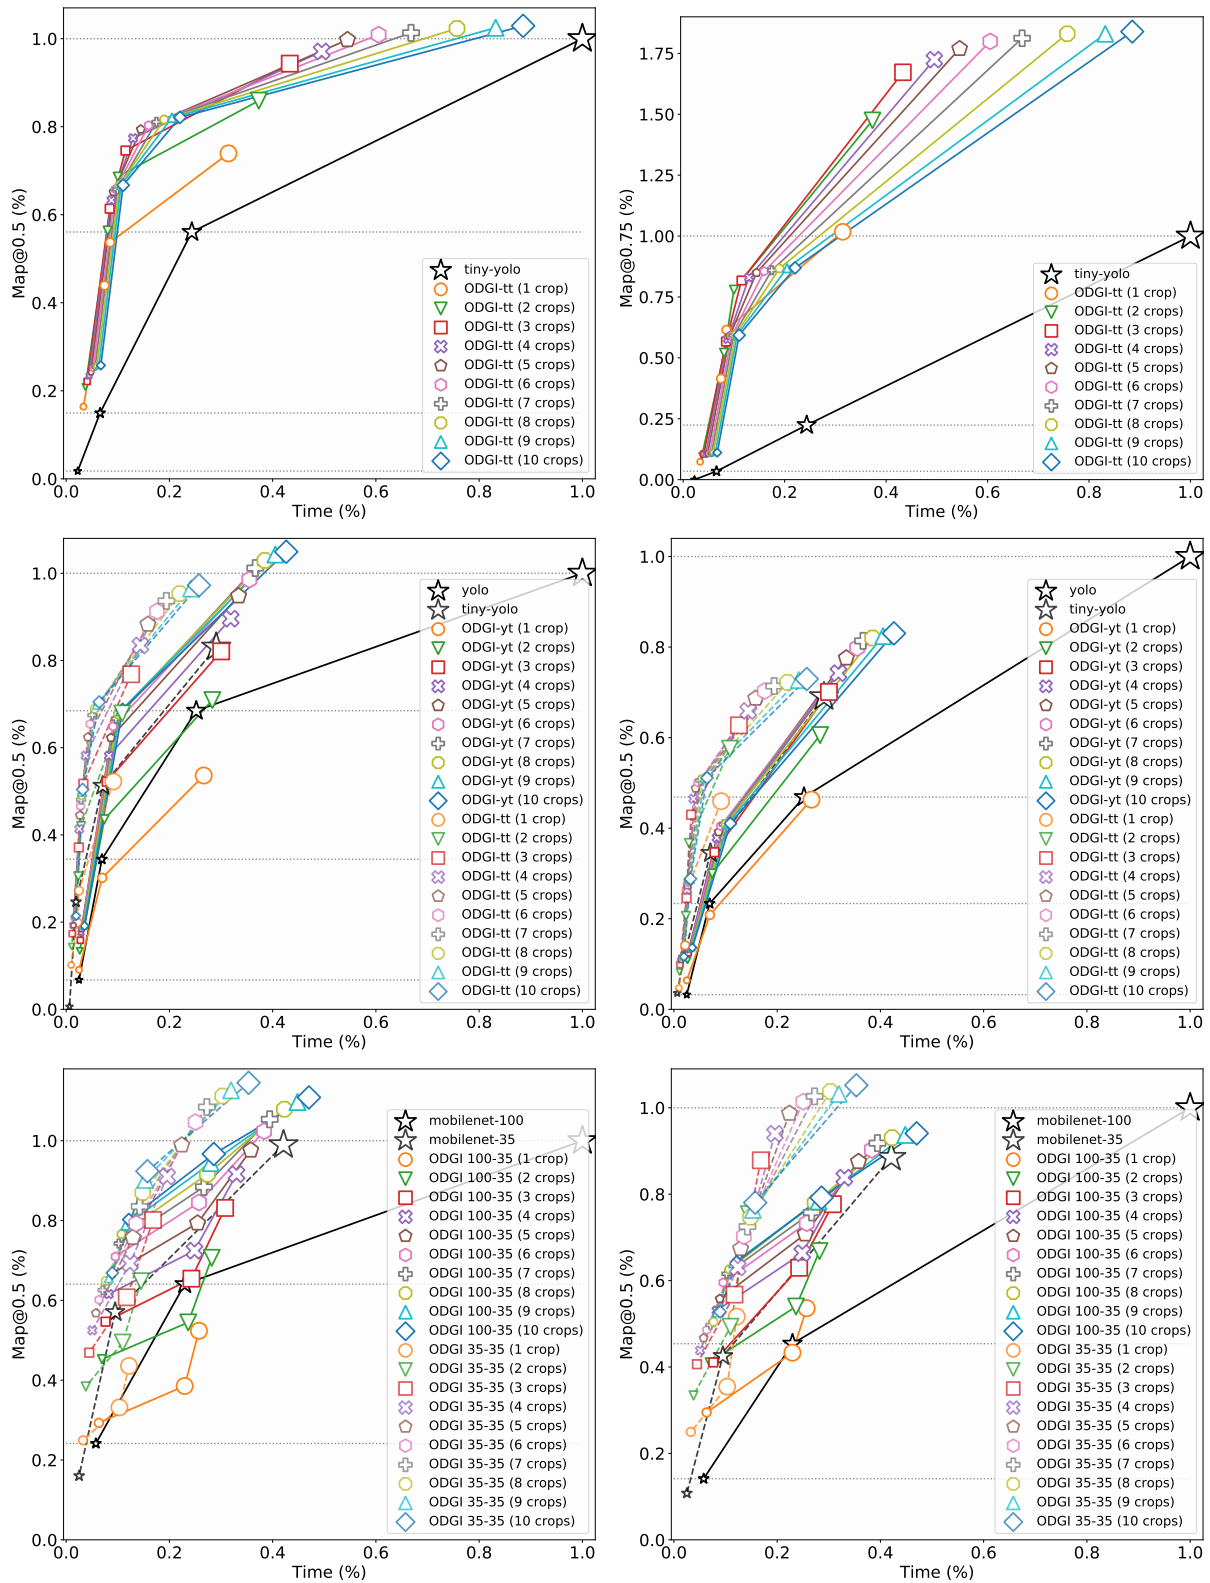 1.0
0.8
0.6
0.4
0.2
0.0
Map@0.5 (%)
0.0 0.2 0.4 0.6 0.8 1.0
Time (%)
tiny-yolo
ODGI-tt (1 crop)
ODGI-tt (2 crops)
ODGI-tt (3 crops)
ODGI-tt (4 crops)
ODGI-tt (5 crops)
ODGI-tt (6 crops)
ODGI-tt (7 crops)
ODGI-tt (8 crops)
ODGI-tt (9 crops)
ODGI-tt (10 crops)
1.75
1.50
1.25
1.00
0.75
0.50
0.25
0.00
Map@0.75 (%)
0.0 0.2 0.4 0.6 0.8 1.0
Time (%)
tiny-yolo
ODGI-tt (1 crop)
ODGI-tt (2 crops)
ODGI-tt (3 crops)
ODGI-tt (4 crops)
ODGI-tt (5 crops)
ODGI-tt (6 crops)
ODGI-tt (7 crops)
ODGI-tt (8 crops)
ODGI-tt (9 crops)
ODGI-tt (10 crops)
1.0
0.8
0.6
0.4
0.2
0.0
Map@0.5 (%)
0.0 0.2 0.4 0.6 0.8 1.0
Time (%)
yolo
tiny-yolo
ODGI-yt (1 crop)
ODGI-yt (2 crops)
ODGI-yt (3 crops)
ODGI-yt (4 crops)
ODGI-yt (5 crops)
ODGI-yt (6 crops)
ODGI-yt (7 crops)
ODGI-yt (8 crops)
ODGI-yt (9 crops)
ODGI-yt (10 crops)
ODGI-tt (1 crop)
ODGI-tt (2 crops)
ODGI-tt (3 crops)
ODGI-tt (4 crops)
ODGI-tt (5 crops)
ODGI-tt (6 crops)
ODGI-tt (7 crops)
ODGI-tt (8 crops)
ODGI-tt (9 crops)
ODGI-tt (10 crops)
1.0
0.8
0.6
0.4
0.2
0.0
Map@0.5 (%)
0.0 0.2 0.4 0.6 0.8 1.0
Time (%)
yolo
tiny-yolo
ODGI-yt (1 crop)
ODGI-yt (2 crops)
ODGI-yt (3 crops)
ODGI-yt (4 crops)
ODGI-yt (5 crops)
ODGI-yt (6 crops)
ODGI-yt (7 crops)
ODGI-yt (8 crops)
ODGI-yt (9 crops)
ODGI-yt (10 crops)
ODGI-tt (1 crop)
ODGI-tt (2 crops)
ODGI-tt (3 crops)
ODGI-tt (4 crops)
ODGI-tt (5 crops)
ODGI-tt (6 crops)
ODGI-tt (7 crops)
ODGI-tt (8 crops)
ODGI-tt (9 crops)
ODGI-tt (10 crops)
1.0
0.8
0.6
0.4
0.2
0.0
Map@0.5 (%)
0.0 0.2 0.4 0.6 0.8 1.0
Time (%)
mobilenet-100
mobilenet-35
ODGI 100-35 (1 crop)
ODGI 100-35 (2 crops)
ODGI 100-35 (3 crops)
ODGI 100-35 (4 crops)
ODGI 100-35 (5 crops)
ODGI 100-35 (6 crops)
ODGI 100-35 (7 crops)
ODGI 100-35 (8 crops)
ODGI 100-35 (9 crops)
ODGI 100-35 (10 crops)
ODGI 35-35 (1 crop)
ODGI 35-35 (2 crops)
ODGI 35-35 (3 crops)
ODGI 35-35 (4 crops)
ODGI 35-35 (5 crops)
ODGI 35-35 (6 crops)
ODGI 35-35 (7 crops)
ODGI 35-35 (8 crops)
ODGI 35-35 (9 crops)
ODGI 35-35 (10 crops)
1.0
0.8
0.6
0.4
0.2
0.0
Map@0.5 (%)
0.0 0.2 0.4 0.6 0.8 1.0
Time (%)
mobilenet-100
mobilenet-35
ODGI 100-35 (1 crop)
ODGI 100-35 (2 crops)
ODGI 100-35 (3 crops)
ODGI 100-35 (4 crops)
ODGI 100-35 (5 crops)
ODGI 100-35 (6 crops)
ODGI 100-35 (7 crops)
ODGI 100-35 (8 crops)
ODGI 100-35 (9 crops)
ODGI 100-35 (10 crops)
ODGI 35-35 (1 crop)
ODGI 35-35 (2 crops)
ODGI 35-35 (3 crops)
ODGI 35-35 (4 crops)
ODGI 35-35 (5 crops)
ODGI 35-35 (6 crops)
ODGI 35-35 (7 crops)
ODGI 35-35 (8 crops)
ODGI 35-35 (9 crops)
ODGI 35-35 (10 crops)